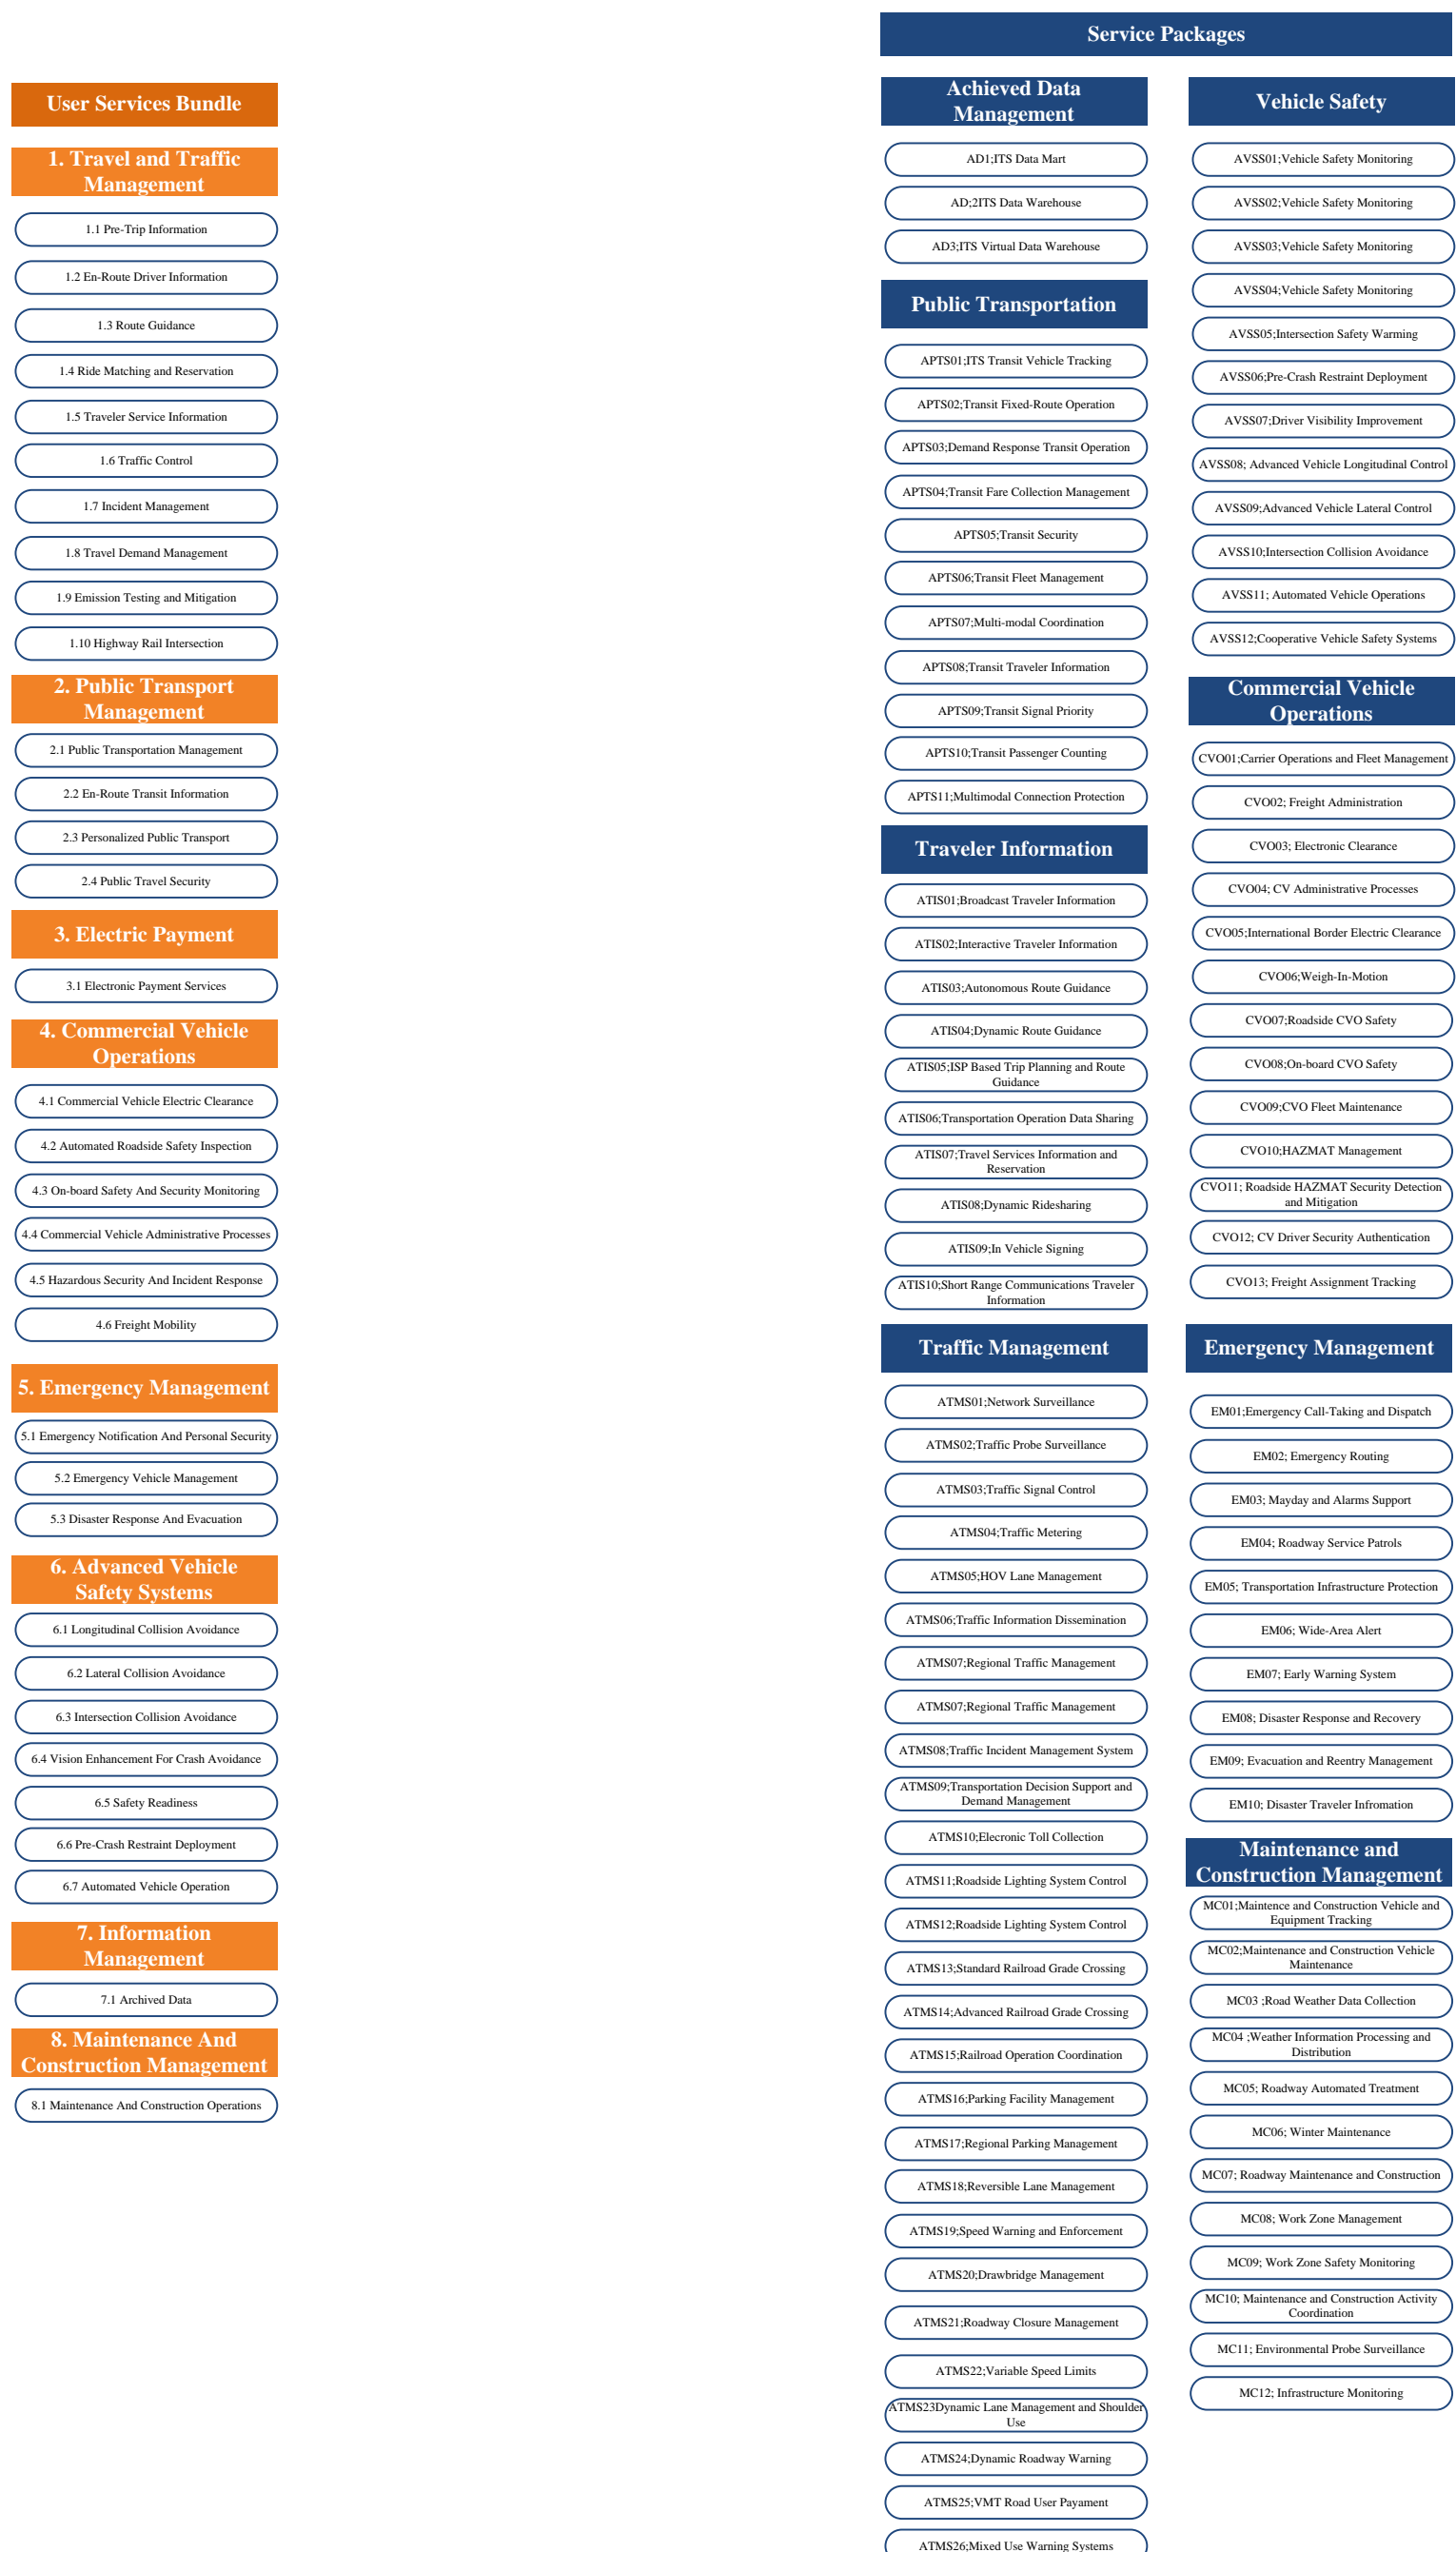 Service Packages
User Services Bundle
1. Travel and Traffic
Management
1.1 Pre-Trip Information
1.2 En-Route Driver Information
1.3 Route Guidance
1.4 Ride Matching and Reservation
1.5 Traveler Service Information
1.6 Traffic Control
1.7 Incident Management
1.8 Travel Demand Management
1.9 Emission Testing and Mitigation
1.10 Highway Rail Intersection
2. Public Transport
Management
2.1 Public Transportation Management
2.2 En-Route Transit Information
2.3 Personalized Public Transport
2.4 Public Travel Security
3. Electric Payment
3.1 Electronic Payment Services
4. Commercial Vehicle
Operations
4.1 Commercial Vehicle Electric Clearance
4.2 Automated Roadside Safety Inspection
4.3 On-board Safety And Security Monitoring
4.4 Commercial Vehicle Administrative Processes
4.5 Hazardous Security And Incident Response
4.6 Freight Mobility
5. Emergency Management
5.1 Emergency Notification And Personal Security
5.2 Emergency Vehicle Management
5.3 Disaster Response And Evacuation
6. Advanced Vehicle
Safety Systems
6.1 Longitudinal Collision Avoidance
6.2 Lateral Collision Avoidance
6.3 Intersection Collision Avoidance
6.4 Vision Enhancement For Crash Avoidance
6.5 Safety Readiness
6.6 Pre-Crash Restraint Deployment
6.7 Automated Vehicle Operation
7. Information
Management
7.1 Archived Data
8. Maintenance And
Construction Management
8.1 Maintenance And Construction Operations
Achieved Data
Management
AD1;ITS Data Mart
AD;2ITS Data Warehouse
AD3;ITS Virtual Data Warehouse
Public Transportation
APTS01;ITS Transit Vehicle Tracking
APTS02;Transit Fixed-Route Operation
APTS03;Demand Response Transit Operation
APTS04;Transit Fare Collection Management
APTS05;Transit Security
APTS06;Transit Fleet Management
APTS07;Multi-modal Coordination
APTS08;Transit Traveler Information
APTS09;Transit Signal Priority
APTS10;Transit Passenger Counting
APTS11;Multimodal Connection Protection
Traveler Information
ATIS01;Broadcast Traveler Information
ATIS02;Interactive Traveler Information
ATIS03;Autonomous Route Guidance
ATIS04;Dynamic Route Guidance
ATIS05;ISP Based Trip Planning and Route
Guidance
ATIS06;Transportation Operation Data Sharing
ATIS07;Travel Services Information and
Reservation
ATIS08;Dynamic Ridesharing
ATIS09;In Vehicle Signing
ATIS10;Short Range Communications Traveler
Information
Traffic Management
ATMS01;Network Surveillance
ATMS02;Traffic Probe Surveillance
ATMS03;Traffic Signal Control
ATMS04;Traffic Metering
ATMS05;HOV Lane Management
ATMS06;Traffic Information Dissemination
ATMS07;Regional Traffic Management
ATMS07;Regional Traffic Management
ATMS08;Traffic Incident Management System
ATMS09;Transportation Decision Support and
Demand Management
ATMS10;Elecronic Toll Collection
ATMS11;Roadside Lighting System Control
ATMS12;Roadside Lighting System Control
ATMS13;Standard Railroad Grade Crossing
ATMS14;Advanced Railroad Grade Crossing
ATMS15;Railroad Operation Coordination
ATMS16;Parking Facility Management
ATMS17;Regional Parking Management
ATMS18;Reversible Lane Management
ATMS19;Speed Warning and Enforcement
ATMS20;Drawbridge Management
ATMS21;Roadway Closure Management
ATMS22;Variable Speed Limits
ATMS23Dynamic Lane Management and Shoulder
Use
ATMS24;Dynamic Roadway Warning
ATMS25;VMT Road User Payament
ATMS26;Mixed Use Warning Systems
Vehicle Safety
AVSS01;Vehicle Safety Monitoring
AVSS02;Vehicle Safety Monitoring
AVSS03;Vehicle Safety Monitoring
AVSS04;Vehicle Safety Monitoring
AVSS05;Intersection Safety Warming
AVSS06;Pre-Crash Restraint Deployment
AVSS07;Driver Visibility Improvement
AVSS08; Advanced Vehicle Longitudinal Control
AVSS09;Advanced Vehicle Lateral Control
AVSS10;Intersection Collision Avoidance
AVSS11; Automated Vehicle Operations
AVSS12;Cooperative Vehicle Safety Systems
Commercial Vehicle
Operations
CVO01;Carrier Operations and Fleet Management
CVO02; Freight Administration
CVO03; Electronic Clearance
CVO04; CV Administrative Processes
CVO05;International Border Electric Clearance
CVO06;Weigh-In-Motion
CVO07;Roadside CVO Safety
CVO08;On-board CVO Safety
CVO09;CVO Fleet Maintenance
CVO10;HAZMAT Management
CVO11; Roadside HAZMAT Security Detection
and Mitigation
CVO12; CV Driver Security Authentication
CVO13; Freight Assignment Tracking
Emergency Management
EM01;Emergency Call-Taking and Dispatch
EM02; Emergency Routing
EM03; Mayday and Alarms Support
EM04; Roadway Service Patrols
EM05; Transportation Infrastructure Protection
EM06; Wide-Area Alert
EM07; Early Warning System
EM08; Disaster Response and Recovery
EM09; Evacuation and Reentry Management
EM10; Disaster Traveler Infromation
Maintenance and
Construction Management
MC01;Maintence and Construction Vehicle and
Equipment Tracking
MC02;Maintenance and Construction Vehicle
Maintenance
MC03 ;Road Weather Data Collection
MC04 ;Weather Information Processing and
Distribution
MC05; Roadway Automated Treatment
MC06; Winter Maintenance
MC07; Roadway Maintenance and Construction
MC08; Work Zone Management
MC09; Work Zone Safety Monitoring
MC10; Maintenance and Construction Activity
Coordination
MC11; Environmental Probe Surveillance
MC12; Infrastructure Monitoring